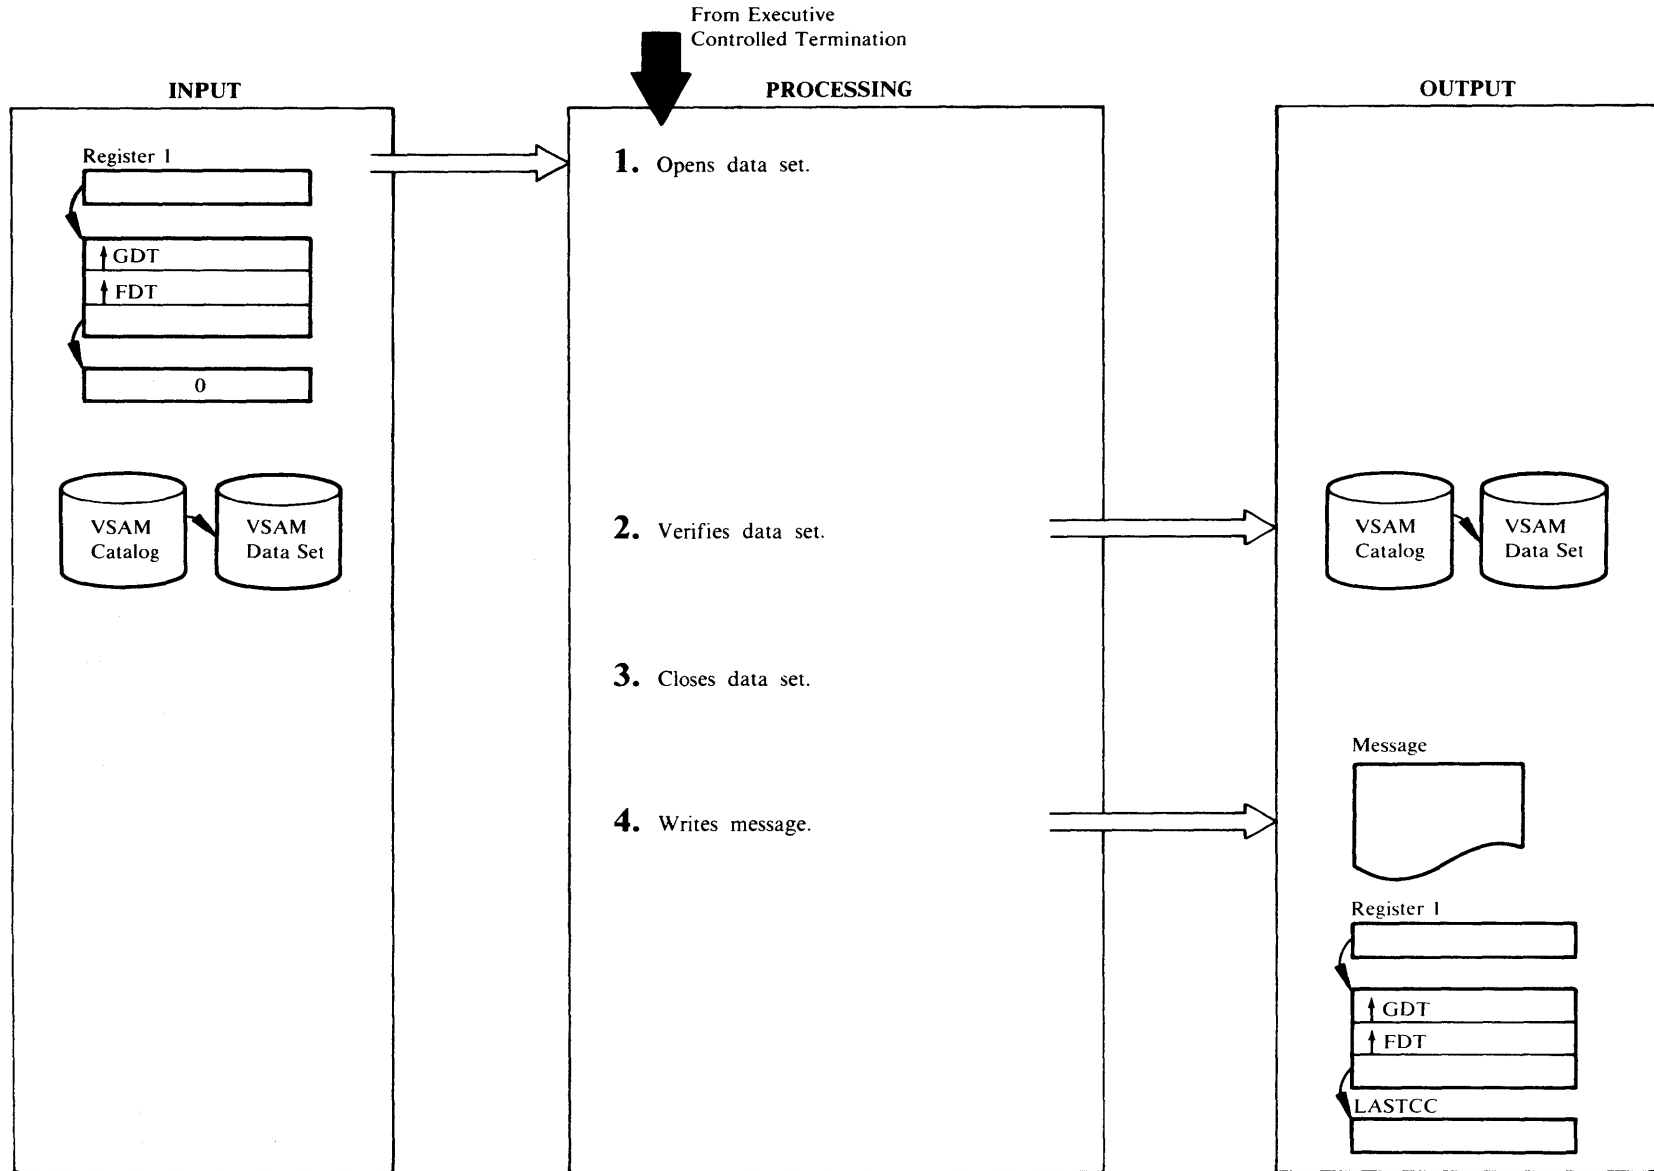 From Executive
Controlled Termination
INPUT
PROCESSING
OUTPUT
Register 1
GDT
FDT
0
VSAM
Catalog
VSAM
Data Set
1. Opens data set.
2. Verifies data set.
3. Closes data set.
4. Writes message.
VSAM
Catalog
VSAM
Data Set
Message
Register 1
GDT
FDT
LASTCC